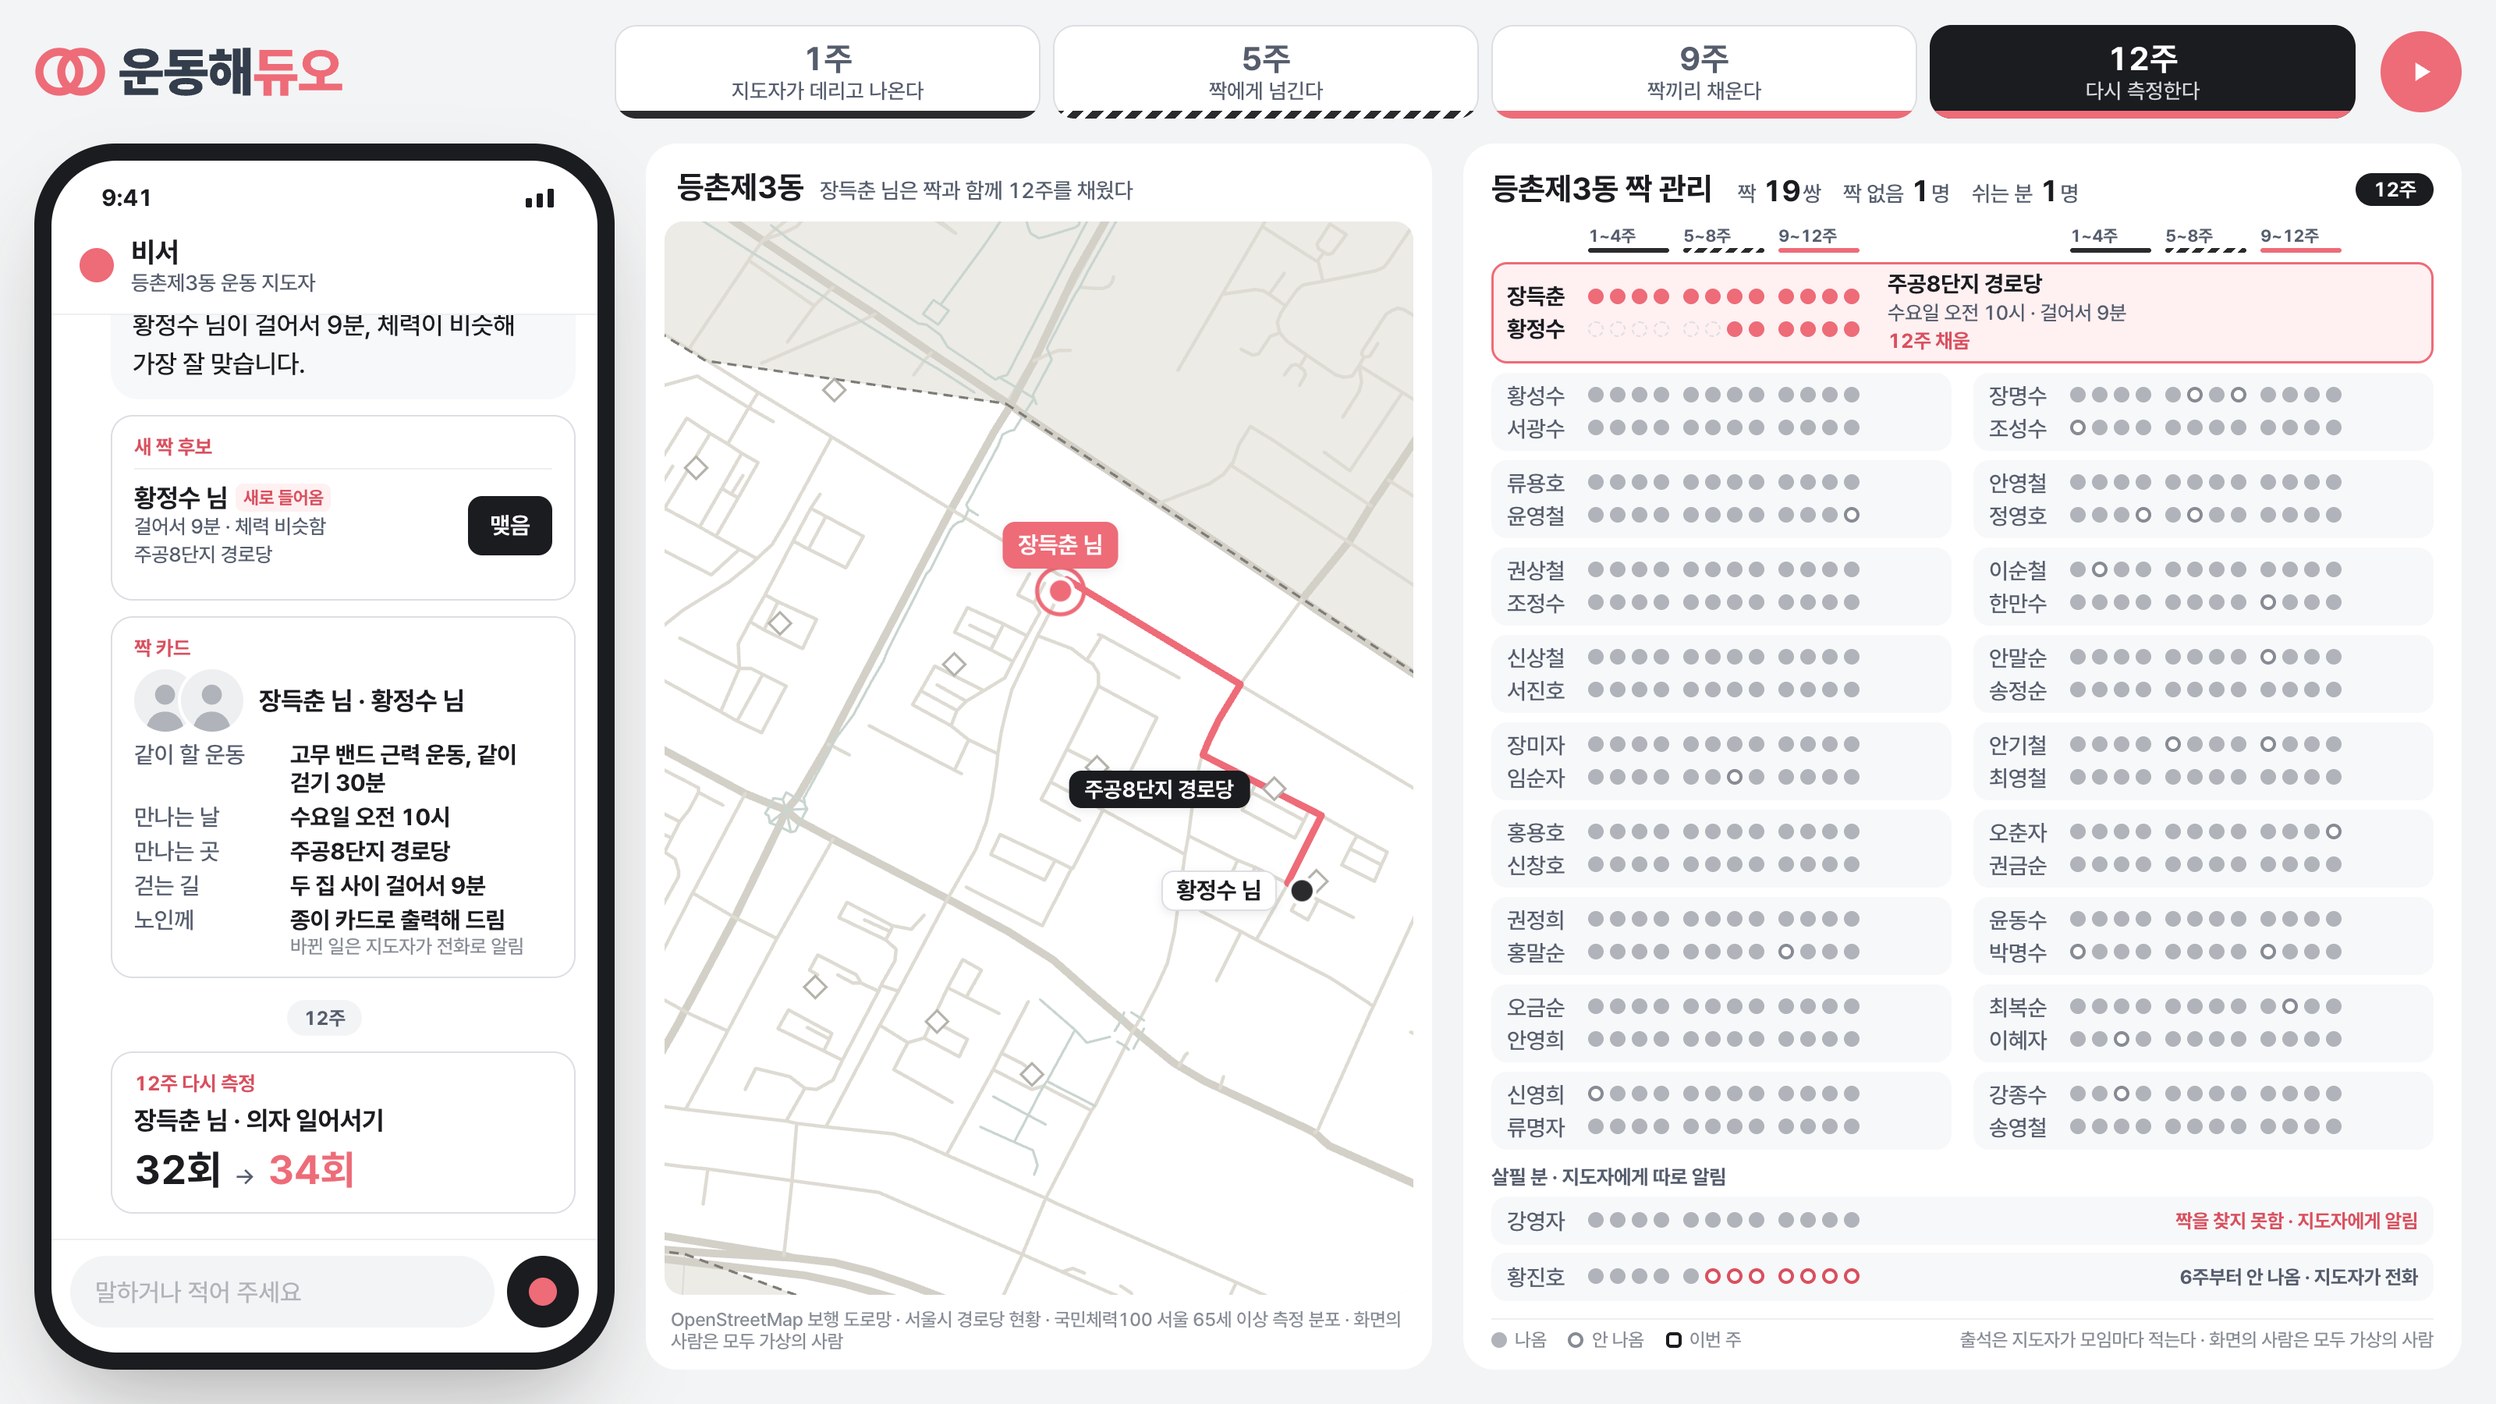 운동해듀오
1주
지도자가 데리고 나온다
5주
짝에게 넘긴다
9주
짝끼리 채운다
12주
다시 측정한다
9:41
비서
등촌제3동 운동 지도자
황정수 님이 걸어서 9분, 체력이 비슷해
가장 잘 맞습니다.
새 짝 후보
황정수 님 새로 들어옴
걸어서 9분 · 체력 비슷함
주공8단지 경로당
맺음
짝 카드
장득춘 님 · 황정수 님
같이 할 운동 고무 밴드 근력 운동, 같이
걷기 30분
만나는 날 수요일 오전 10시
만나는 곳 주공8단지 경로당
걷는 길 두 집 사이 걸어서 9분
노인께 종이 카드로 출력해 드림
바뀐 일은 지도자가 전화로 알림
12주
12주 다시 측정
장득춘 님 · 의자 일어서기
32회 → 34회
말하거나 적어 주세요
등촌제3동 장득춘 님은 짝과 함께 12주를 채웠다
장득춘 님
주공8단지 경로당
황정수 님
OpenStreetMap 보행 도로망 · 서울시 경로당 현황 · 국민체력100 서울 65세 이상 측정 분포 · 화면의
사람은 모두 가상의 사람
등촌제3동 짝 관리 짝 19쌍 짝 없음 1명 쉬는 분 1명 12주
1~4주 5~8주 9~12주 1~4주 5~8주 9~12주
장득춘
황정수
주공8단지 경로당
수요일 오전 10시 · 걸어서 9분
12주 채움
황성수 장명수
서광수 조성수
류용호 안영철
윤영철 정영호
권상철 이순철
조정수 한만수
신상철 안말순
서진호 송정순
장미자 안기철
임순자 최영철
홍용호 오춘자
신창호 권금순
권정희 윤동수
홍말순 박명수
오금순 최복순
안영희 이혜자
신영희 강종수
류명자 송영철
살필 분 · 지도자에게 따로 알림
강영자 짝을 찾지 못함 · 지도자에게 알림
황진호 6주부터 안 나옴 · 지도자가 전화
나옴 안 나옴 이번 주 출석은 지도자가 모임마다 적는다 · 화면의 사람은 모두 가상의 사람